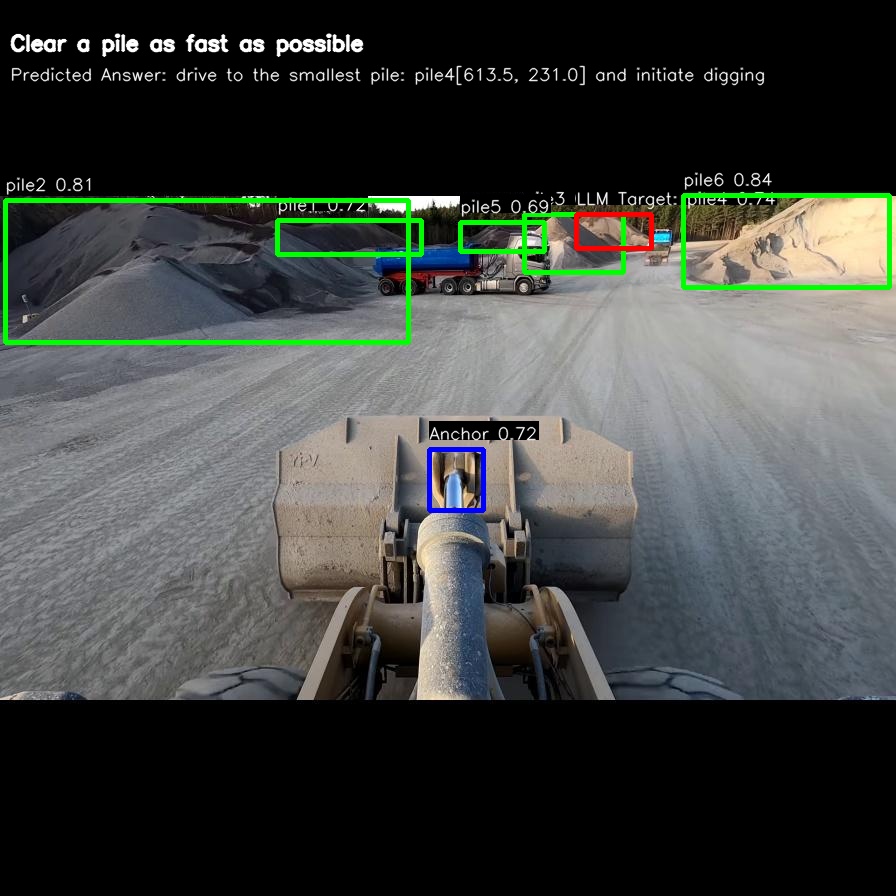 Clear a pile as fast as possible
Predicted Answer: drive to the smallest pile: pile4[613.5, 231.0] and initiate digging
pile6 0.84
pile2 0.81
LLM Target:
pile4 0.74
pile1 0.72
pile5 0.69
Anchor 0.72